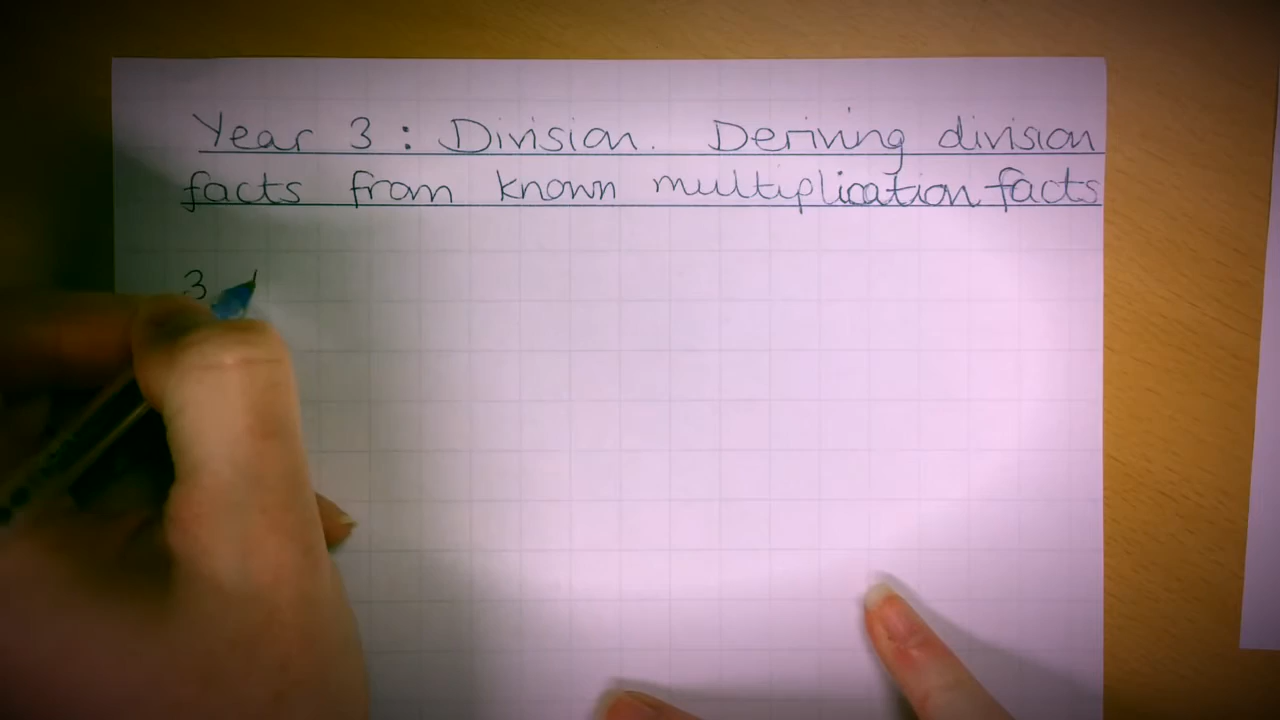 Year 3 : Division. Deriving division
facts from known multiplication facts
3